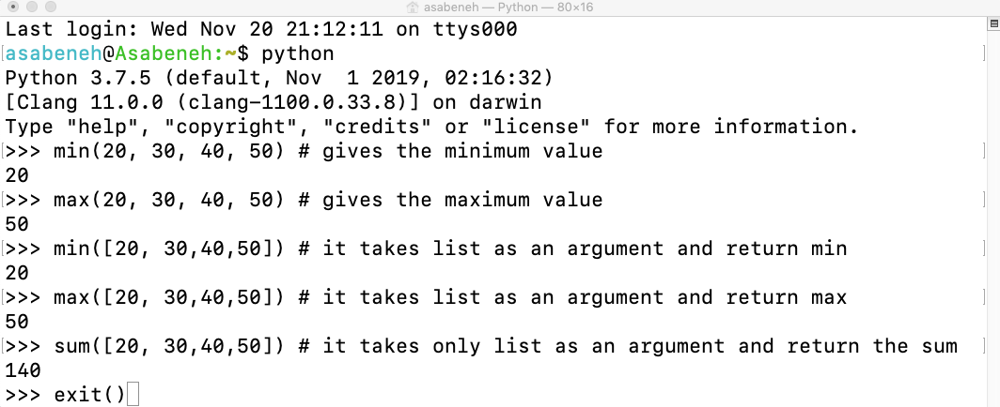 asabeneh — Python — 80×16
Last login: Wed Nov 20 21:12:11 on ttys000
[asabeneh@Asabeneh:~$ python
Python 3.7.5 (default, Nov  1 2019, 02:16:32)
[Clang 11.0.0 (clang-1100.0.33.8)] on darwin
Type "help", "copyright", "credits" or "license" for more information.
[>>> min(20, 30, 40, 50) # gives the minimum value ]
20
[>>> max(20, 30, 40, 50) # gives the maximum value ]
50
[>>> min([20, 30,40,50]) # it takes list as an argument and return min ]
20
[>>> max([20, 30,40,50]) # it takes list as an argument and return max ]
50
[>>> sum([20, 30,40,50]) # it takes only list as an argument and return the sum ]
140
>>> exit()